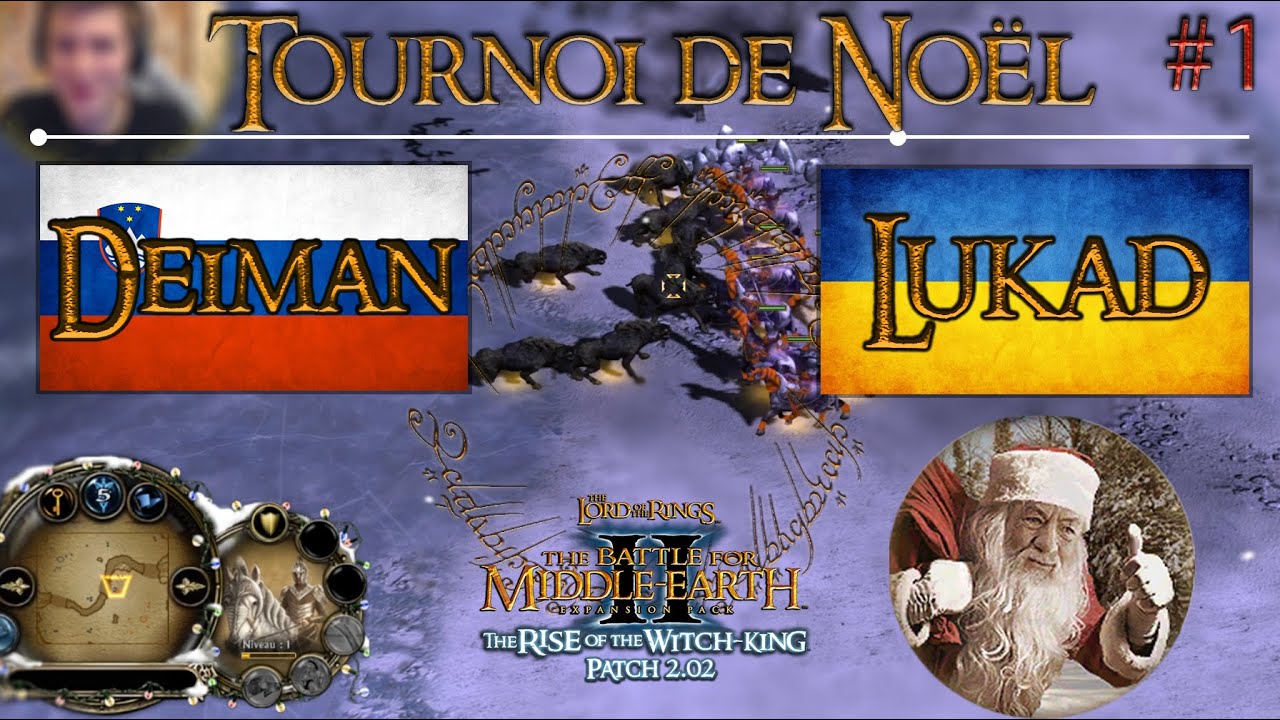 TOURNOI DE NOËL
#1
DEIMAN
LUKAD
5
Niveau : 1
THE
LORD OF THE RINGS
II
THE BATTLE FOR
MIDDLE-EARTH
EXPANSION PACK
THE RISE OF THE WITCH-KING
PATCH 2.02